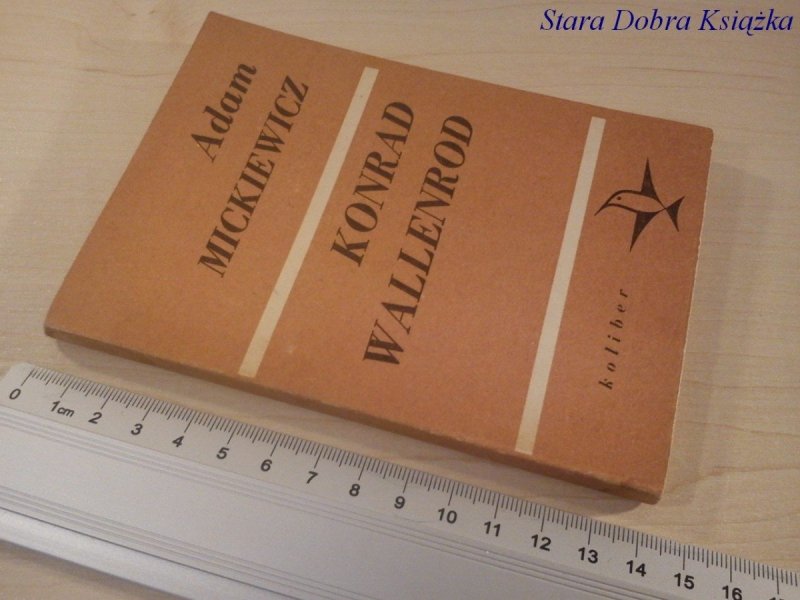 Stara Dobra Książka
Adam
MICKIEWICZ
KONRAD
WALLENROD
koliber
0 1cm 2 3 4 5 6 7 8 9 10 11 12 13 14 15 16